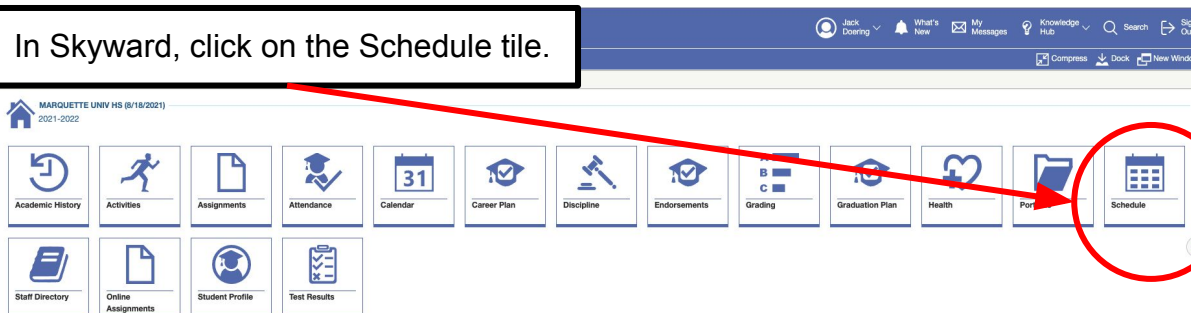 In Skyward, click on the Schedule tile.
Jack Doering
What's New
My Messages
Knowledge Hub
Search
Compress
Dock
New
MARQUETTE UNIV HS (8/18/2021)
2021-2022
31
B
C
Academic History
Activities
Assignments
Attendance
Calendar
Career Plan
Discipline
Endorsements
Grading
Graduation Plan
Health
Schedule
Staff Directory
Online Assignments
Student Profile
Test Results